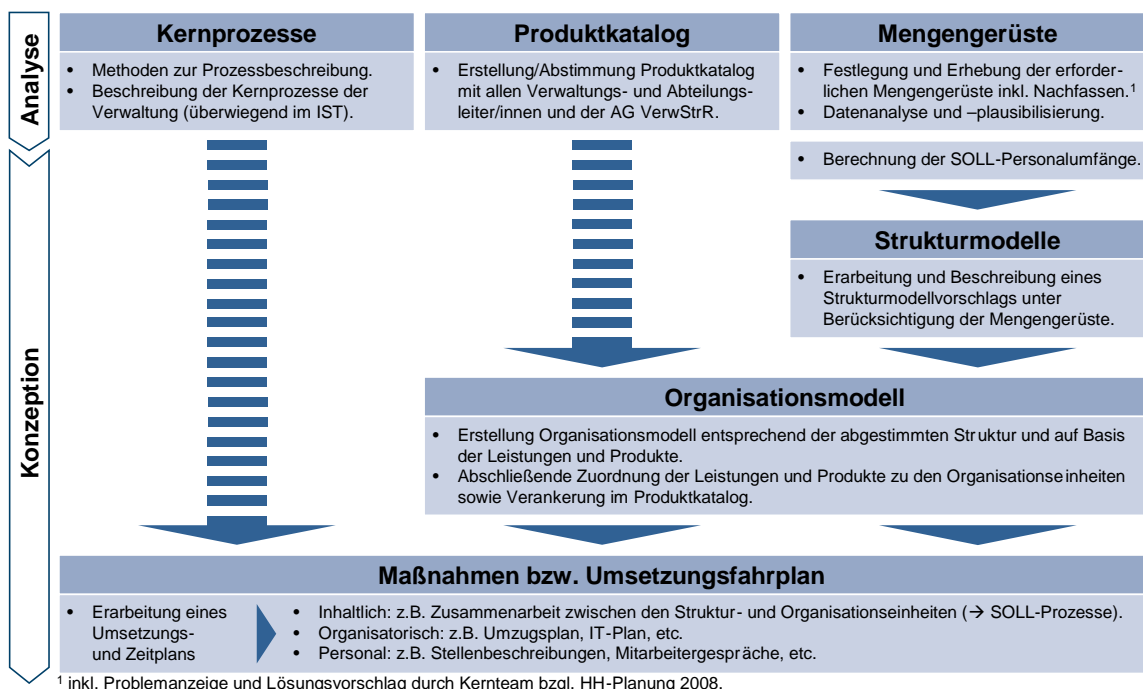 Analyse
Kernprozesse
• Methoden zur Prozessbeschreibung.
• Beschreibung der Kernprozesse der
Verwaltung (überwiegend im IST).
Produktkatalog
• Erstellung/Abstimmung Produktkatalog
mit allen Verwaltungs- und Abteilungs-
leiter/innen und der AG VerwStrR.
Mengengerüste
• Festlegung und Erhebung der erforder-
lichen Mengengerüste inkl. Nachfassen.¹
• Datenanalyse und –plausibilisierung.
Konzeption
• Berechnung der SOLL-Personalumfänge.
Strukturmodelle
• Erarbeitung und Beschreibung eines
Strukturmodellvorschlags unter
Berücksichtigung der Mengengerüste.
Organisationsmodell
• Erstellung Organisationsmodell entsprechend der abgestimmten Struktur und auf Basis
der Leistungen und Produkte.
• Abschließende Zuordnung der Leistungen und Produkte zu den Organisationseinheiten
sowie Verankerung im Produktkatalog.
Maßnahmen bzw. Umsetzungsfahrplan
• Erarbeitung eines
Umsetzungs-
und Zeitplans
• Inhaltlich: z.B. Zusammenarbeit zwischen den Struktur- und Organisationseinheiten (→ SOLL-Prozesse).
• Organisatorisch: z.B. Umzugsplan, IT-Plan, etc.
• Personal: z.B. Stellenbeschreibungen, Mitarbeitergespräche, etc.
¹ inkl. Problemanzeige und Lösungsvorschlag durch Kernteam bzgl. HH-Planung 2008.